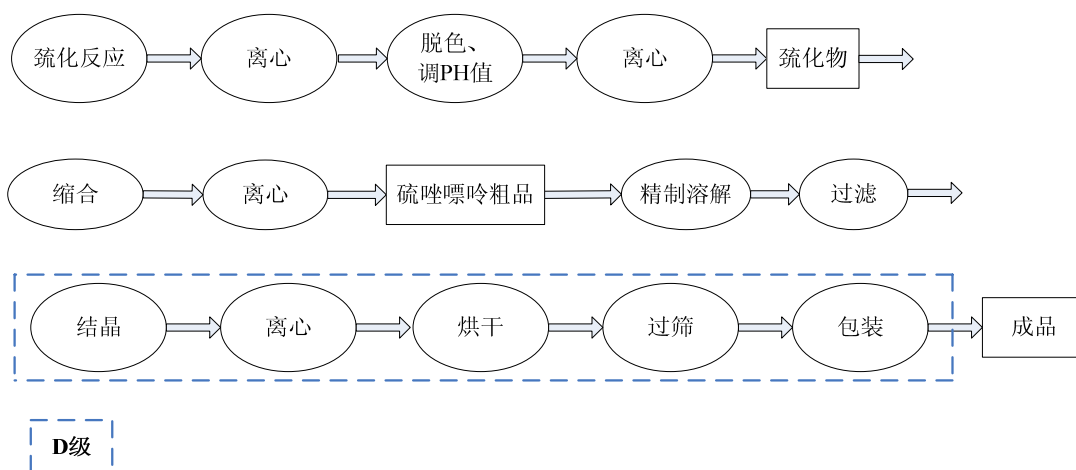 巯化反应
离心
脱色、
调PH值
离心
巯化物
缩合
离心
硫唑嘌呤粗品
精制溶解
过滤
结晶
离心
烘干
过筛
包装
成品
D级